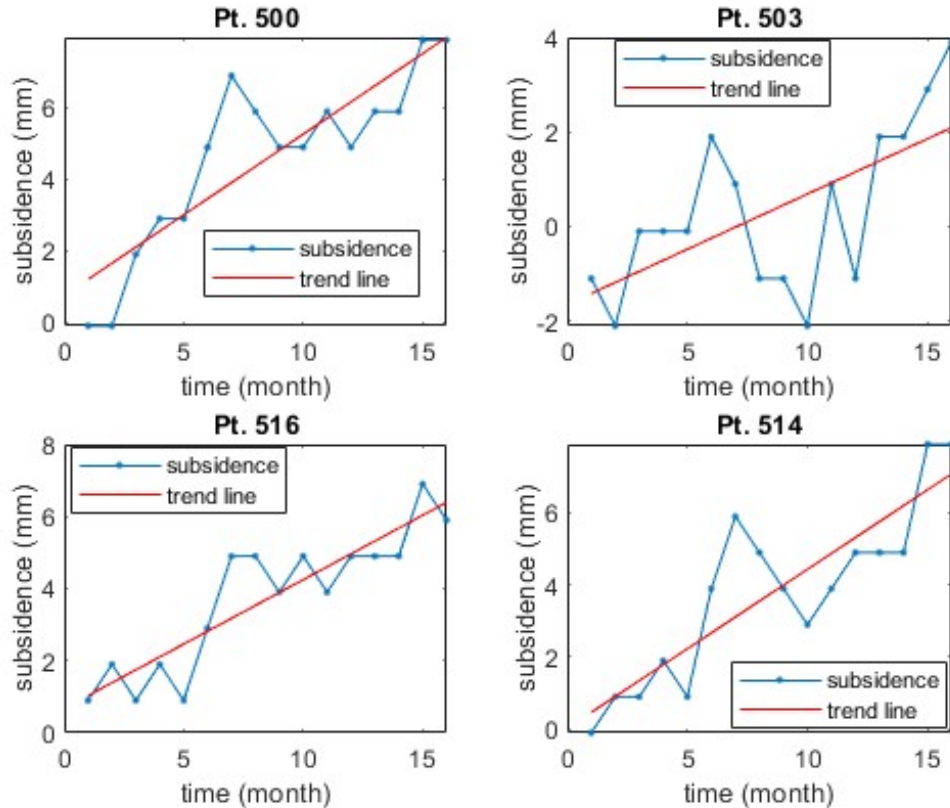 Pt. 500
subsidence (mm)
6
4
2
0
subsidence
trend line
0 5 10 15
time (month)
Pt. 503
subsidence (mm)
4
2
0
-2
subsidence
trend line
0 5 10 15
time (month)
Pt. 516
subsidence (mm)
8
6
4
2
0
subsidence
trend line
0 5 10 15
time (month)
Pt. 514
subsidence (mm)
6
4
2
0
subsidence
trend line
0 5 10 15
time (month)